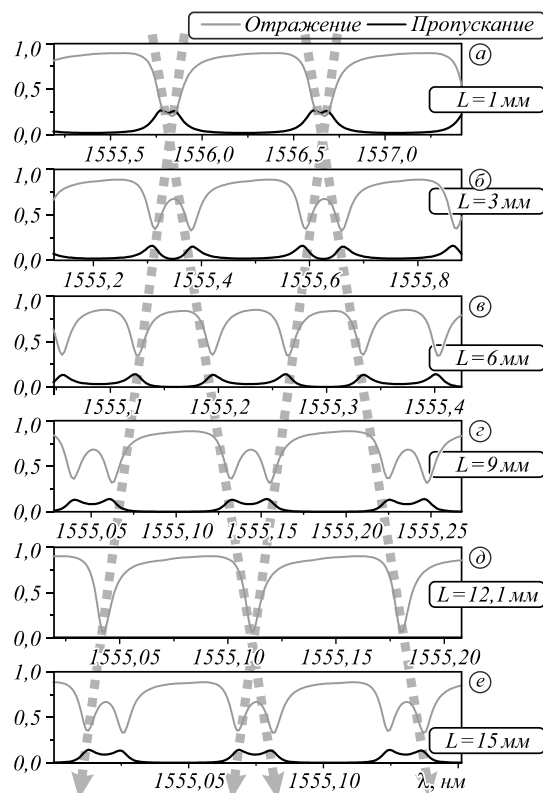 Отражение Пропускание
1,0 а
0,5 L=1 мм
0,0
1555,5 1556,0 1556,5 1557,0
1,0 б
0,5 L=3 мм
0,0
1555,2 1555,4 1555,6 1555,8
1,0 в
0,5 L=6 мм
0,0
1555,1 1555,2 1555,3 1555,4
1,0 г
0,5 L=9 мм
0,0
1555,05 1555,10 1555,15 1555,20 1555,25
1,0 д
0,5 L=12,1 мм
0,0
1555,05 1555,10 1555,15 1555,20
1,0 е
0,5 L=15 мм
0,0
1555,05 1555,10 λ, нм